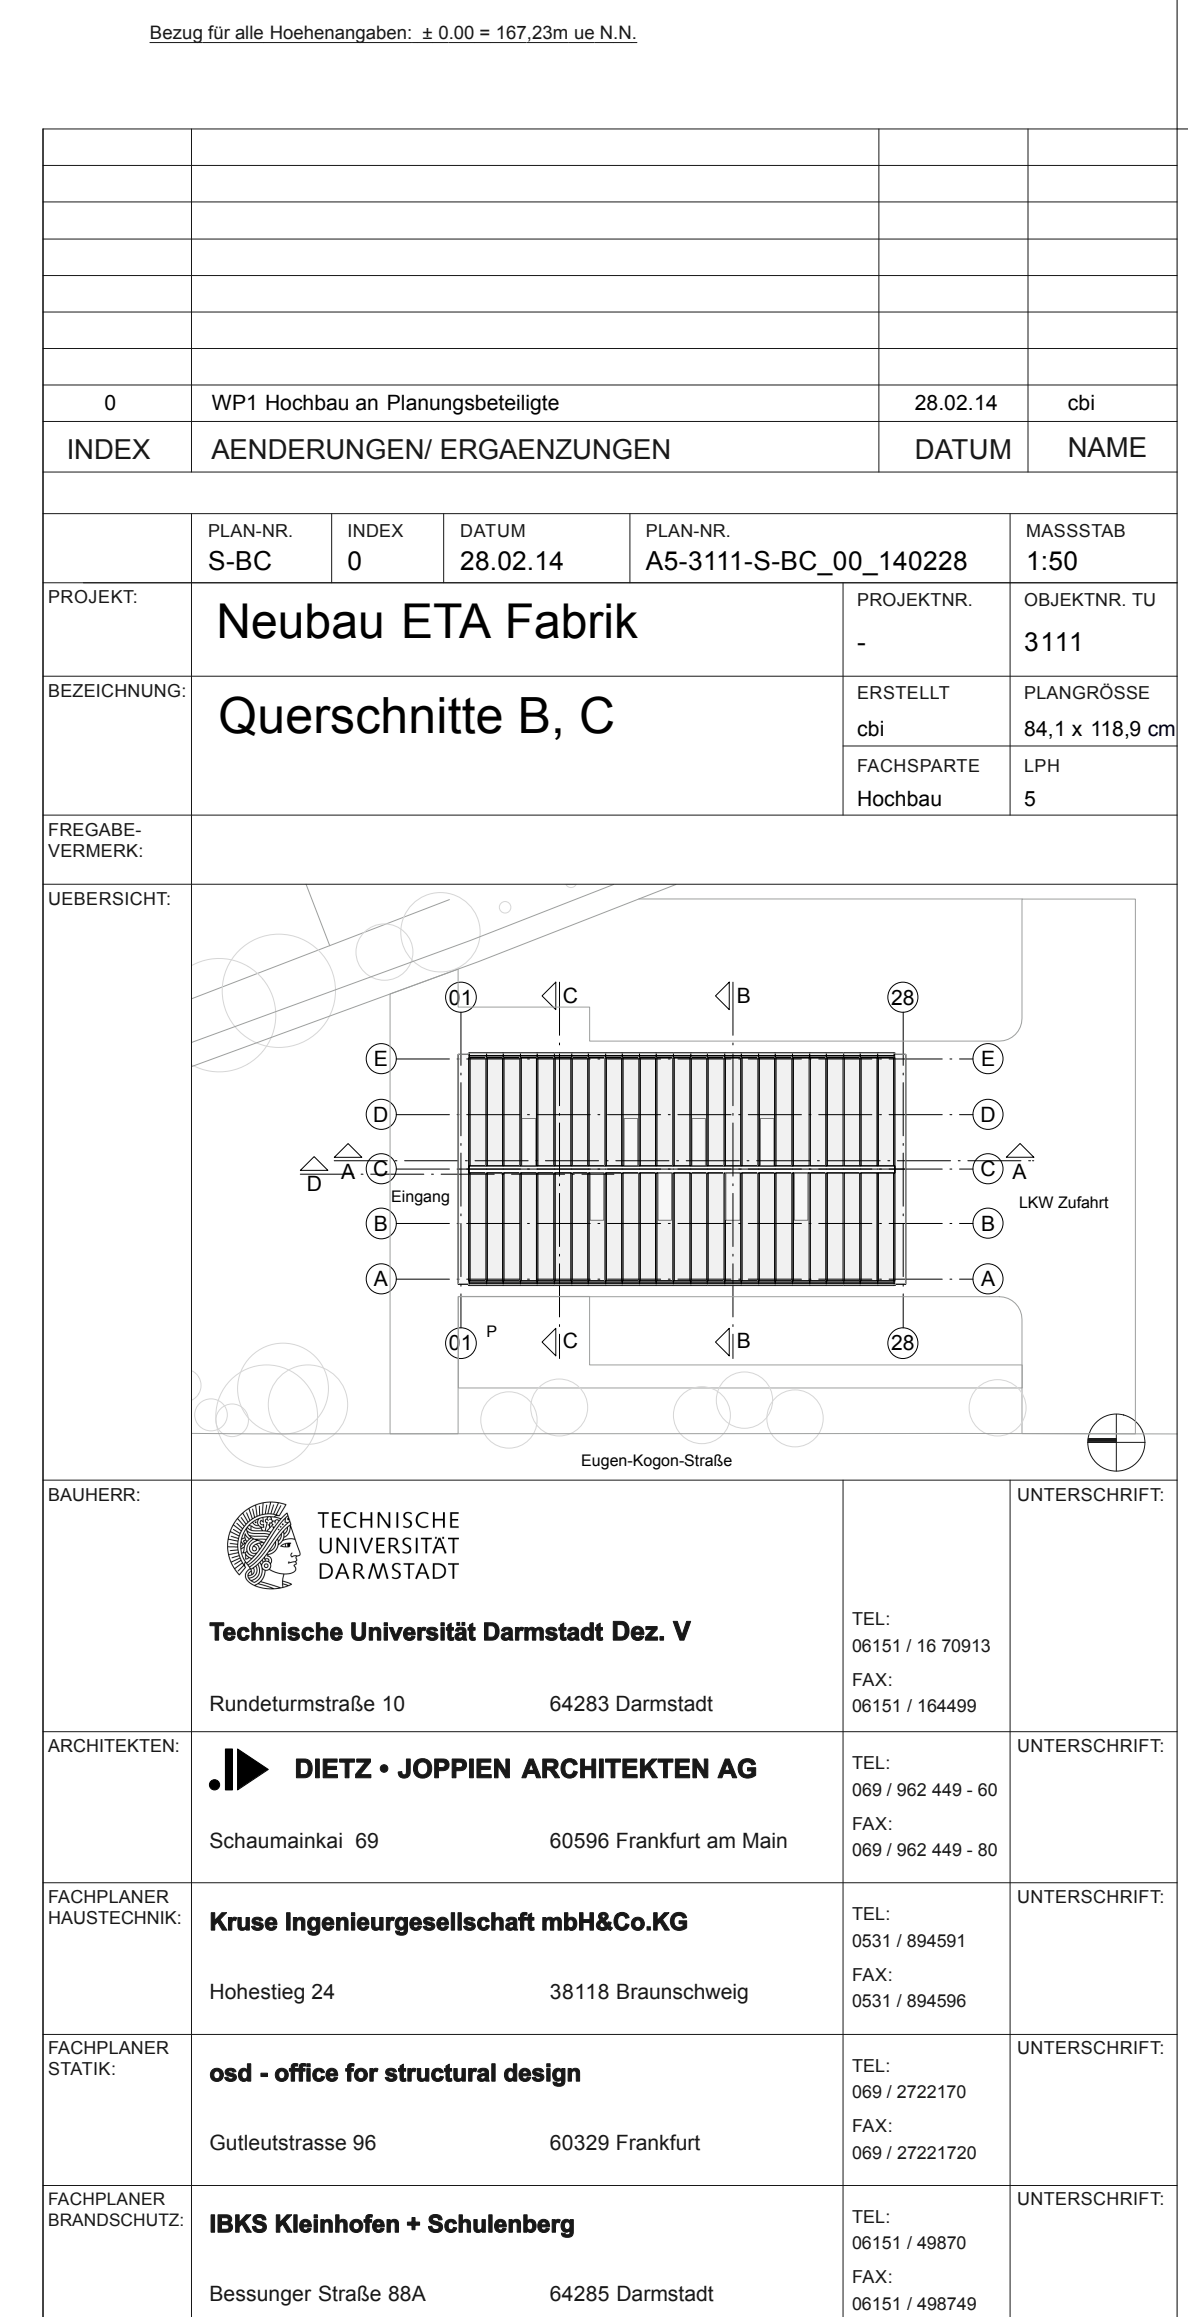 Bezug für alle Hoehenangaben: ± 0.00 = 167,23m ue N.N.
0 WP1 Hochbau an Planungsbeteiligte 28.02.14 cbi
INDEX AENDERUNGEN/ ERGAENZUNGEN DATUM NAME
PLAN-NR. INDEX DATUM PLAN-NR. MASSSTAB
S-BC 0 28.02.14 A5-3111-S-BC_00_140228 1:50
PROJEKT: Neubau ETA Fabrik PROJEKTNR. OBJEKTNR. TU
- 3111
BEZEICHNUNG: Querschnitte B, C ERSTELLT PLANGRÖSSE
cbi 84,1 x 118,9 cm
FACHSPARTE LPH
Hochbau 5
FREGABE-
VERMERK:
UEBERSICHT:
01 C B 28
E E
D D
D A C C A
Eingang LKW Zufahrt
B B
A A
01 P C B 28
Eugen-Kogon-Straße
BAUHERR: UNTERSCHRIFT:
TECHNISCHE
UNIVERSITÄT
DARMSTADT
Technische Universität Darmstadt Dez. V
TEL:
06151 / 16 70913
FAX:
Rundeturmstraße 10 64283 Darmstadt 06151 / 164499
ARCHITEKTEN: UNTERSCHRIFT:
DIETZ • JOPPIEN ARCHITEKTEN AG
TEL:
069 / 962 449 - 60
FAX:
Schaumainkai 69 60596 Frankfurt am Main 069 / 962 449 - 80
FACHPLANER UNTERSCHRIFT:
HAUSTECHNIK:
Kruse Ingenieurgesellschaft mbH&Co.KG
TEL:
0531 / 894591
FAX:
Hohestieg 24 38118 Braunschweig 0531 / 894596
FACHPLANER UNTERSCHRIFT:
STATIK:
osd - office for structural design
TEL:
069 / 2722170
FAX:
Gutleutstrasse 96 60329 Frankfurt 069 / 27221720
FACHPLANER UNTERSCHRIFT:
BRANDSCHUTZ:
IBKS Kleinhofen + Schulenberg
TEL:
06151 / 49870
FAX:
Bessunger Straße 88A 64285 Darmstadt 06151 / 498749